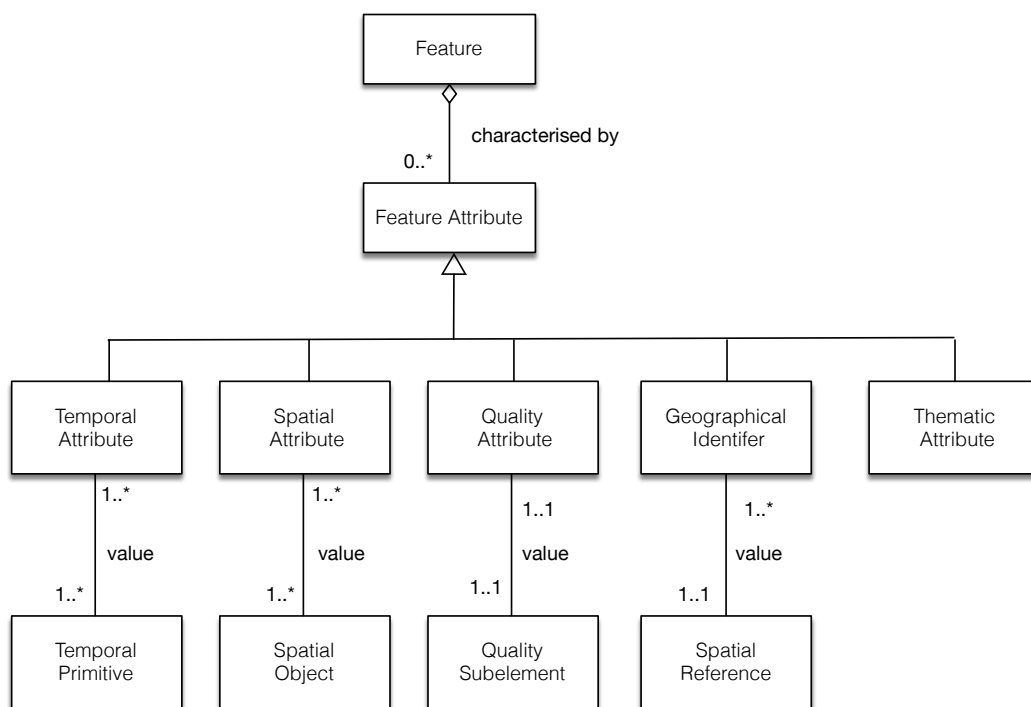 Feature
characterised by
0..*
Feature Attribute
Temporal
Attribute
Spatial
Attribute
Quality
Attribute
Geographical
Identifer
Thematic
Attribute
1..*
1..*
1..1
1..*
value
value
value
value
1..*
1..*
1..1
1..1
Temporal
Primitive
Spatial
Object
Quality
Subelement
Spatial
Reference